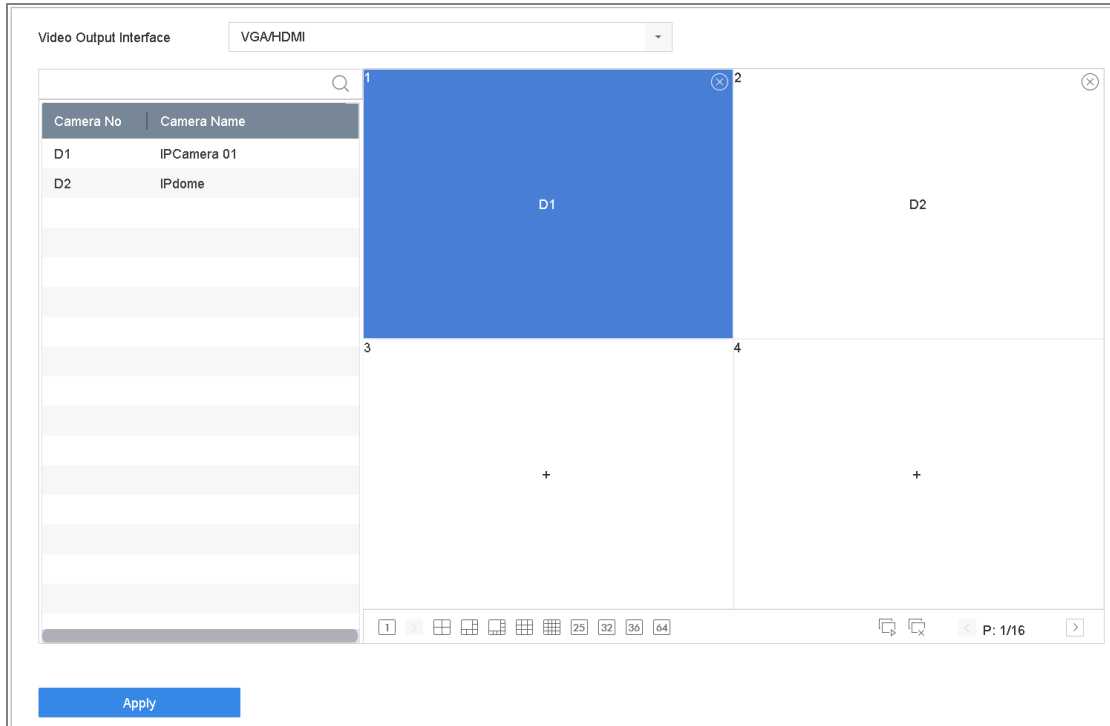 Video Output Interface VGA/HDMI
Camera No Camera Name
D1 IPCamera 01
D2 IPdome
1 2
D1 D2
3 4
+ +
1 2 25 32 36 64 P: 1/16
Apply